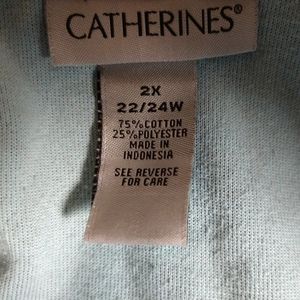 CATHERINES®
2X
22/24W
75%COTTON
25%POLYESTER
MADE IN
INDONESIA
SEE REVERSE
FOR CARE